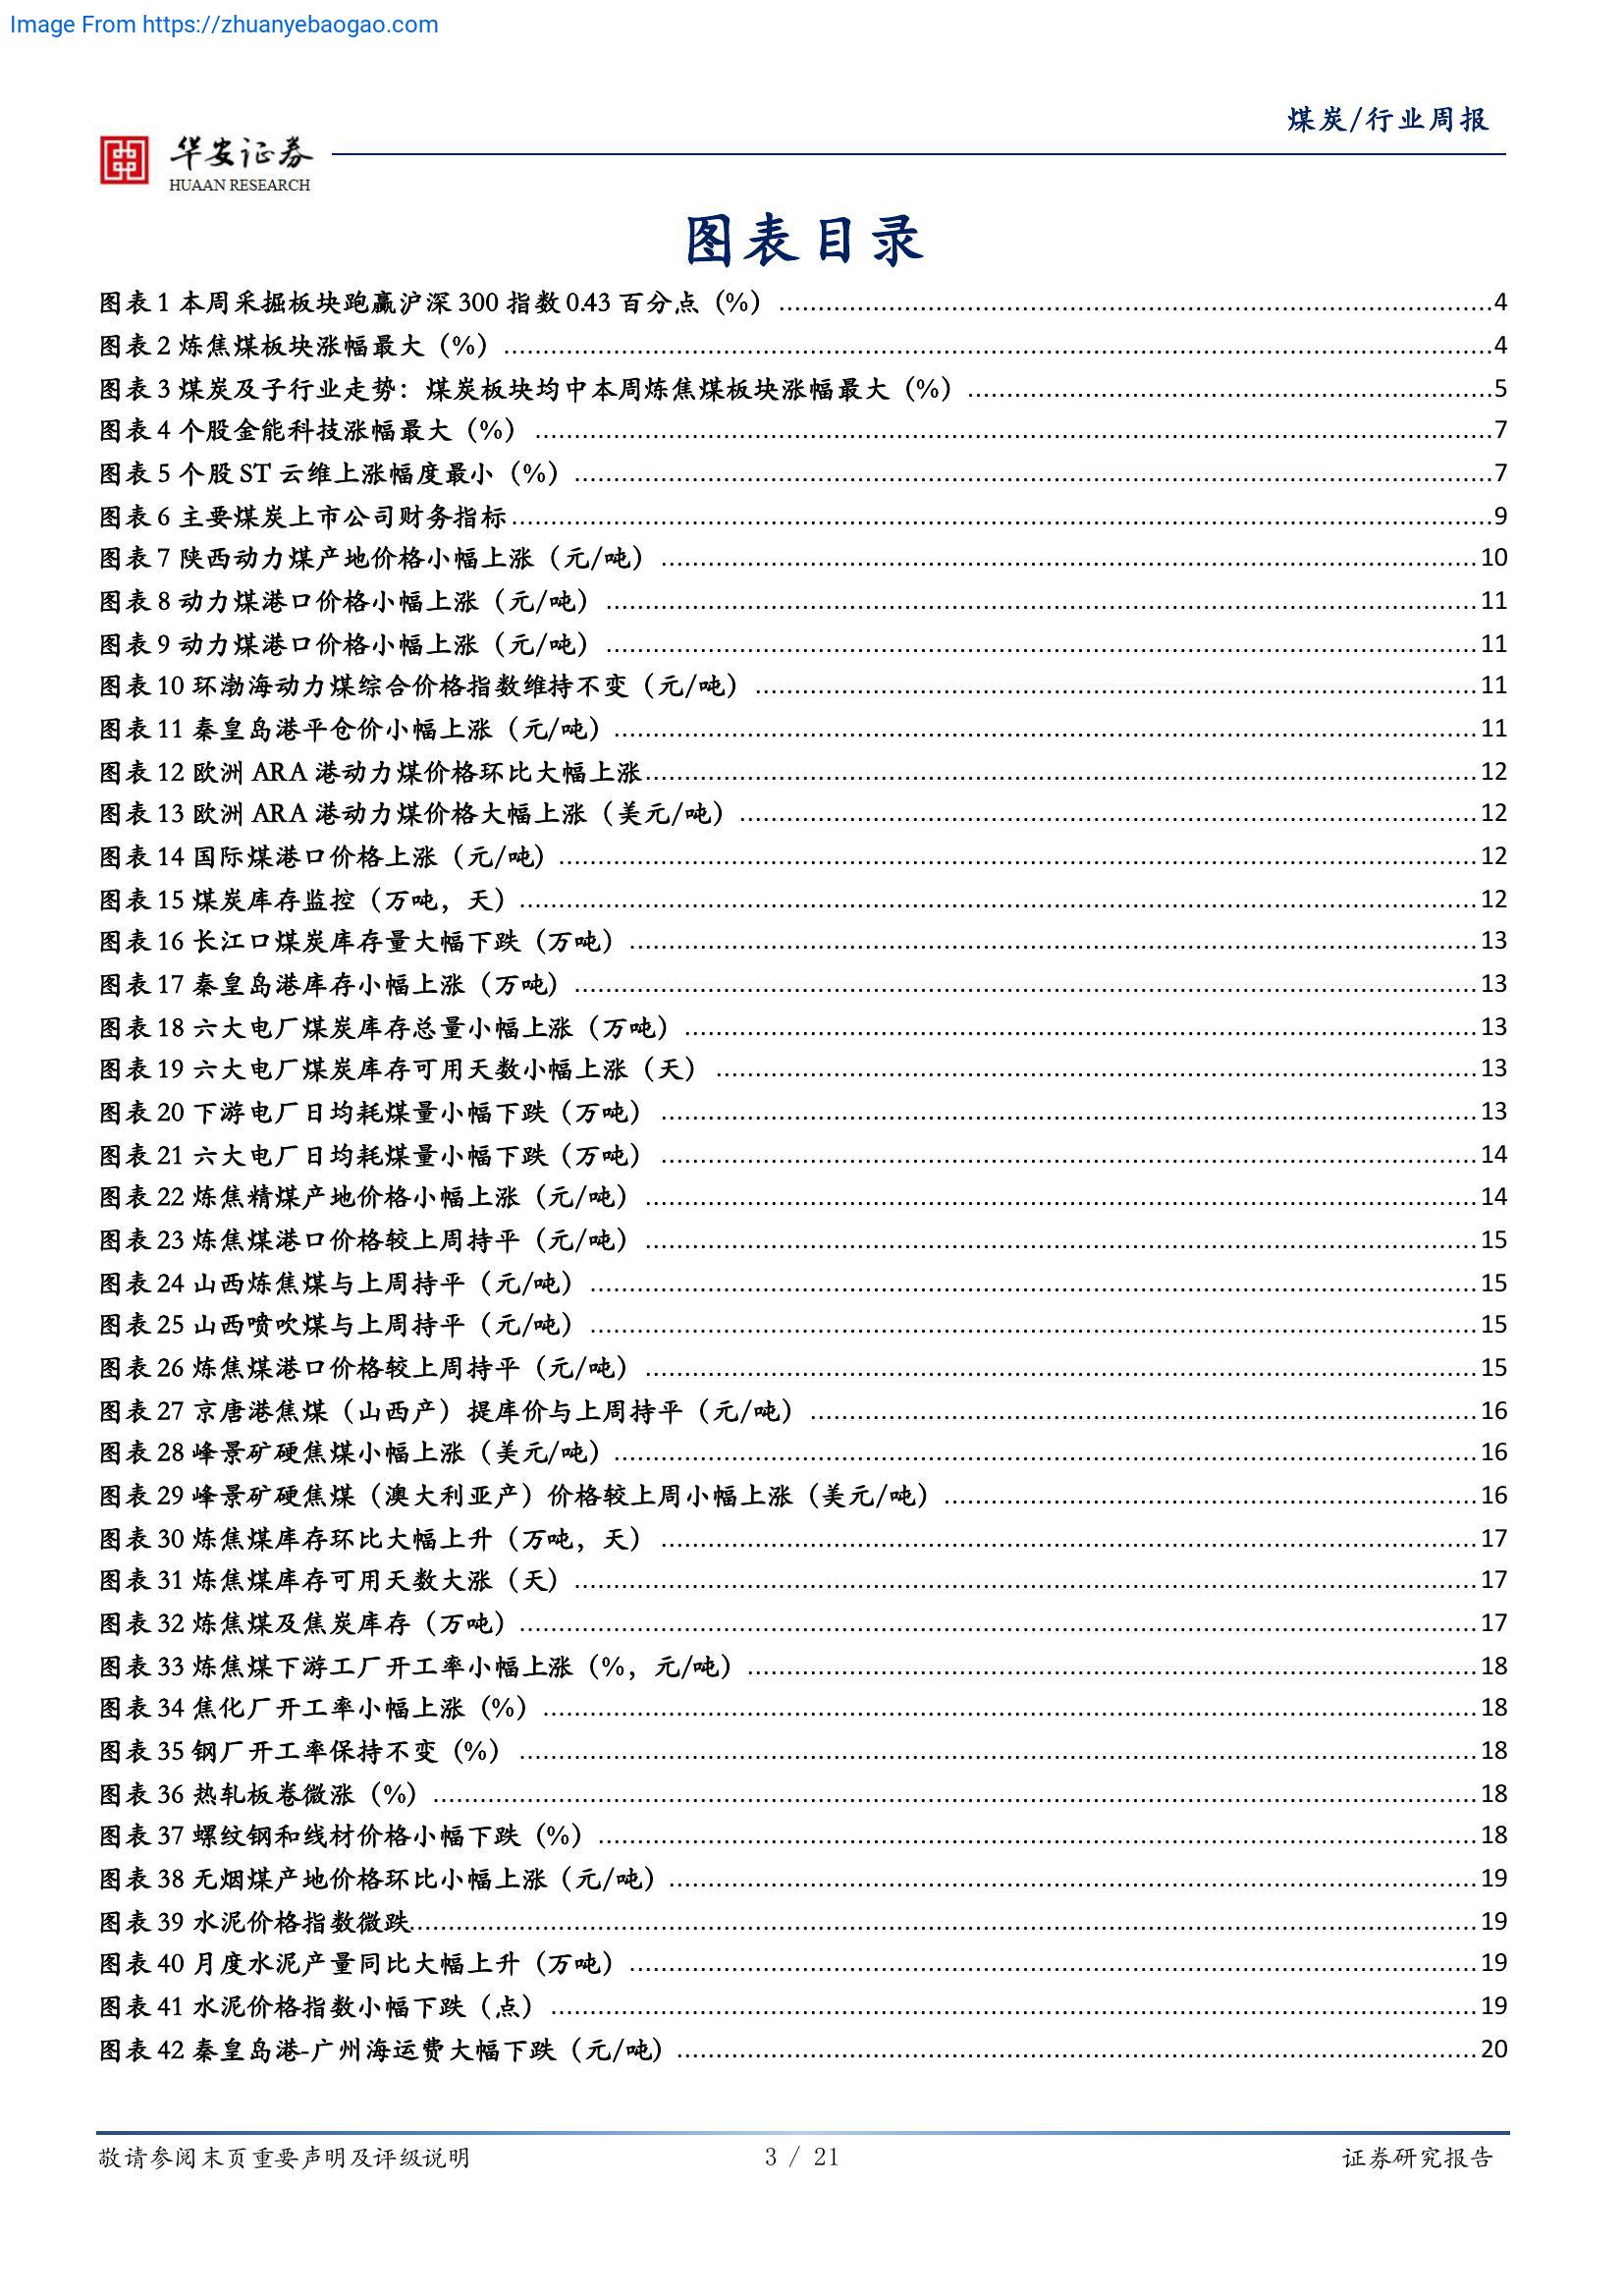 Image From https://zhuanyebaogao.com
煤炭/行业周报
华安证券
HUAAN RESEARCH
图表目录
图表 1 本周采掘板块跑赢沪深 300 指数 0.43 百分点（%）....................4
图表 2 炼焦煤板块涨幅最大（%）....................4
图表 3 煤炭及子行业走势：煤炭板块均中本周炼焦煤板块涨幅最大（%）....................5
图表 4 个股金能科技涨幅最大（%）....................7
图表 5 个股 ST 云维上涨幅度最小（%）....................7
图表 6 主要煤炭上市公司财务指标....................9
图表 7 陕西动力煤产地价格小幅上涨（元/吨）....................10
图表 8 动力煤港口价格小幅上涨（元/吨）....................11
图表 9 动力煤港口价格小幅上涨（元/吨）....................11
图表 10 环渤海动力煤综合价格指数维持不变（元/吨）....................11
图表 11 秦皇岛港平仓价小幅上涨（元/吨）....................11
图表 12 欧洲 ARA 港动力煤价格环比大幅上涨....................12
图表 13 欧洲 ARA 港动力煤价格大幅上涨（美元/吨）....................12
图表 14 国际煤港口价格上涨（元/吨）....................12
图表 15 煤炭库存监控（万吨，天）....................12
图表 16 长江口煤炭库存量大幅下跌（万吨）....................13
图表 17 秦皇岛港库存小幅上涨（万吨）....................13
图表 18 六大电厂煤炭库存总量小幅上涨（万吨）....................13
图表 19 六大电厂煤炭库存可用天数小幅上涨（天）....................13
图表 20 下游电厂日均耗煤量小幅下跌（万吨）....................13
图表 21 六大电厂日均耗煤量小幅下跌（万吨）....................14
图表 22 炼焦精煤产地价格小幅上涨（元/吨）....................14
图表 23 炼焦煤港口价格较上周持平（元/吨）....................15
图表 24 山西炼焦煤与上周持平（元/吨）....................15
图表 25 山西喷吹煤与上周持平（元/吨）....................15
图表 26 炼焦煤港口价格较上周持平（元/吨）....................15
图表 27 京唐港焦煤（山西产）提库价与上周持平（元/吨）....................16
图表 28 峰景矿硬焦煤小幅上涨（美元/吨）....................16
图表 29 峰景矿硬焦煤（澳大利亚产）价格较上周小幅上涨（美元/吨）....................16
图表 30 炼焦煤库存环比大幅上升（万吨，天）....................17
图表 31 炼焦煤库存可用天数大涨（天）....................17
图表 32 炼焦煤及焦炭库存（万吨）....................17
图表 33 炼焦煤下游工厂开工率小幅上涨（%，元/吨）....................18
图表 34 焦化厂开工率小幅上涨（%）....................18
图表 35 钢厂开工率保持不变（%）....................18
图表 36 热轧板卷微涨（%）....................18
图表 37 螺纹钢和线材价格小幅下跌（%）....................18
图表 38 无烟煤产地价格环比小幅上涨（元/吨）....................19
图表 39 水泥价格指数微跌....................19
图表 40 月度水泥产量同比大幅上升（万吨）....................19
图表 41 水泥价格指数小幅下跌（点）....................19
图表 42 秦皇岛港-广州海运费大幅下跌（元/吨）....................20
敬请参阅末页重要声明及评级说明 3 / 21 证券研究报告